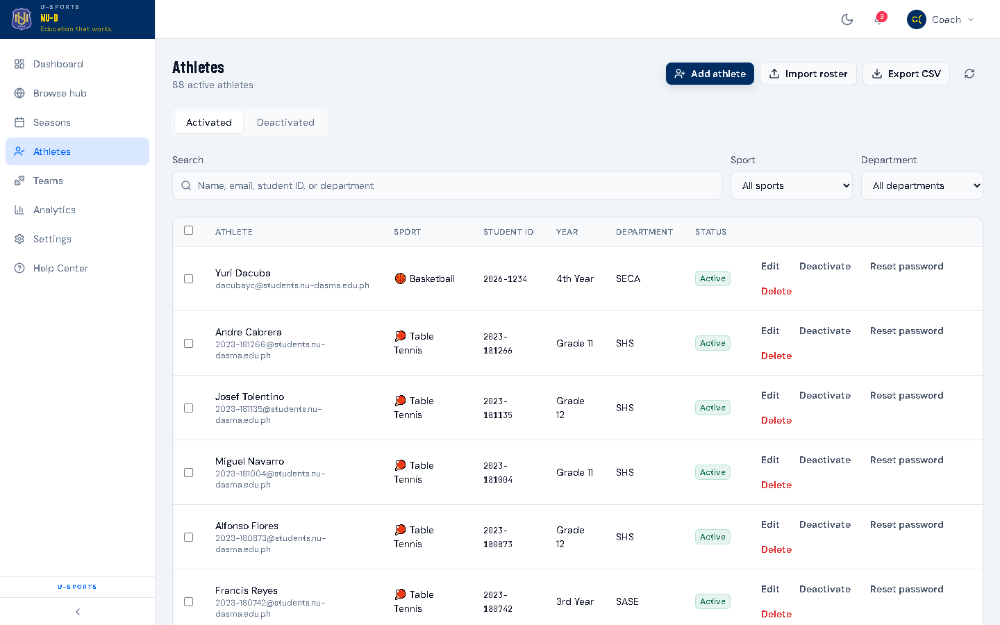 U-SPORTS
NU-D
Education that works.
3
C(
Coach
Dashboard
Browse hub
Seasons
Athletes
Teams
Analytics
Settings
Help Center
U-SPORTS
Athletes
88 active athletes
Add athlete
Import roster
Export CSV
Activated
Deactivated
Search
Sport
Department
Name, email, student ID, or department
All sports
All departments
ATHLETE SPORT STUDENT ID YEAR DEPARTMENT STATUS
Yuri Dacuba
dacubayc@students.nu-dasma.edu.ph
Basketball
2026-1234
4th Year
SECA
Active
Edit Deactivate Reset password
Delete
Andre Cabrera
2023-181266@students.nu-
dasma.edu.ph
Table
Tennis
2023-
181266
Grade 11
SHS
Active
Edit Deactivate Reset password
Delete
Josef Tolentino
2023-181135@students.nu-
dasma.edu.ph
Table
Tennis
2023-
181135
Grade
12
SHS
Active
Edit Deactivate Reset password
Delete
Miguel Navarro
2023-181004@students.nu-
dasma.edu.ph
Table
Tennis
2023-
181004
Grade 11
SHS
Active
Edit Deactivate Reset password
Delete
Alfonso Flores
2023-180873@students.nu-
dasma.edu.ph
Table
Tennis
2023-
180873
Grade
12
SHS
Active
Edit Deactivate Reset password
Delete
Francis Reyes
2023-180742@students.nu-
dasma.edu.ph
Table
Tennis
2023-
180742
3rd Year
SASE
Active
Edit Deactivate Reset password
Delete